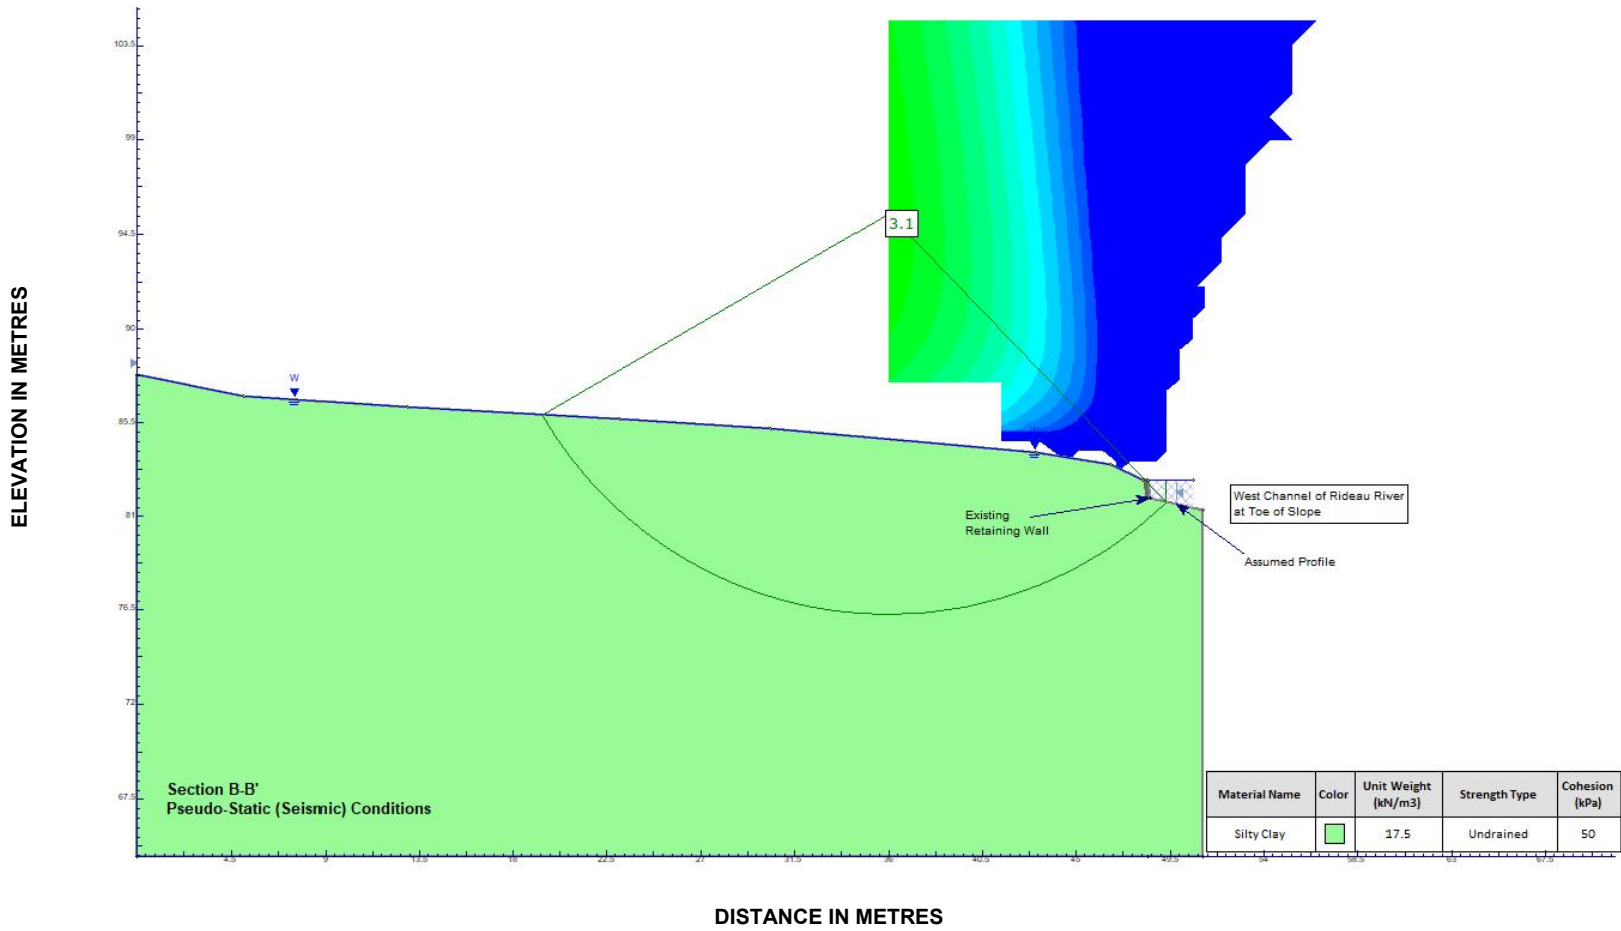 ELEVATION IN METRES
103.5
99
94.5
90
85.5
81
76.5
72
67.5
3.1
W
W
Existing
Retaining Wall
West Channel of Rideau River
at Toe of Slope
Assumed Profile
Section B-B'
Pseudo-Static (Seismic) Conditions
Material Name Color Unit Weight (kN/m3) Strength Type Cohesion (kPa)
Silty Clay 17.5 Undrained 50
4.5 9 13.5 18 22.5 27 31.5 36 40.5 45 49.5 54 58.5 63 67.5
DISTANCE IN METRES